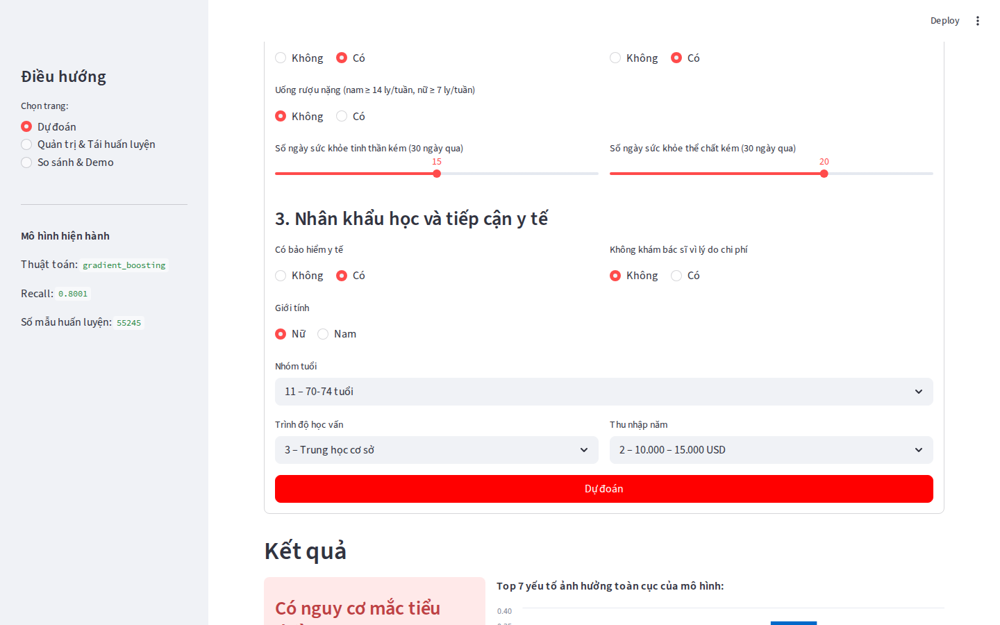 Deploy
Điều hướng
Chọn trang:
Dự đoán
Quản trị & Tái huấn luyện
So sánh & Demo
Mô hình hiện hành
Thuật toán: gradient_boosting
Recall: 0.8001
Số mẫu huấn luyện: 55245
Không Có
Không Có
Uống rượu nặng (nam ≥ 14 ly/tuần, nữ ≥ 7 ly/tuần)
Không Có
Số ngày sức khỏe tinh thần kém (30 ngày qua)
15
Số ngày sức khỏe thể chất kém (30 ngày qua)
20
3. Nhân khẩu học và tiếp cận y tế
Có bảo hiểm y tế
Không Có
Không khám bác sĩ vì lý do chi phí
Không Có
Giới tính
Nữ Nam
Nhóm tuổi
11 – 70-74 tuổi
Trình độ học vấn
3 – Trung học cơ sở
Thu nhập năm
2 – 10.000 – 15.000 USD
Dự đoán
Kết quả
Có nguy cơ mắc tiểu
Top 7 yếu tố ảnh hưởng toàn cục của mô hình:
0.40